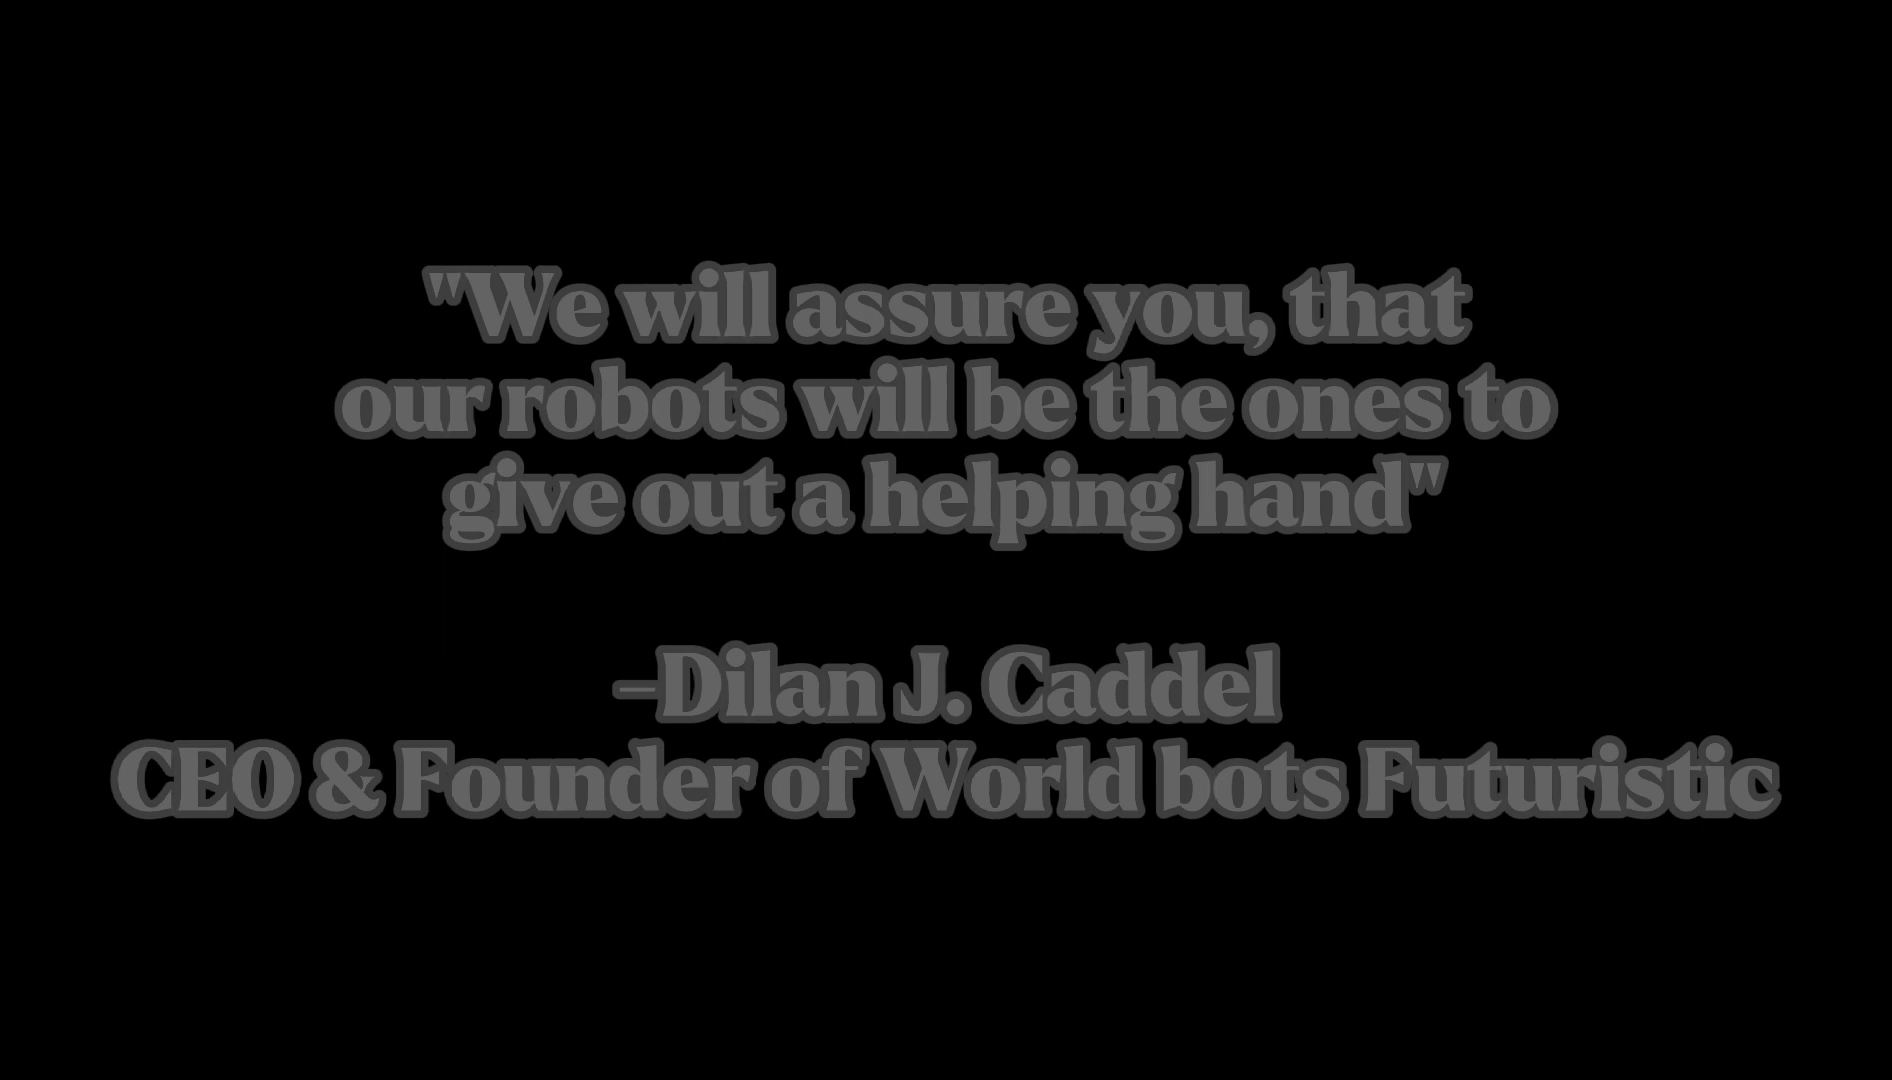 "We will assure you, that
our robots will be the ones to
give out a helping hand"
–Dilan J. Caddel
CEO & Founder of World bots Futuristic